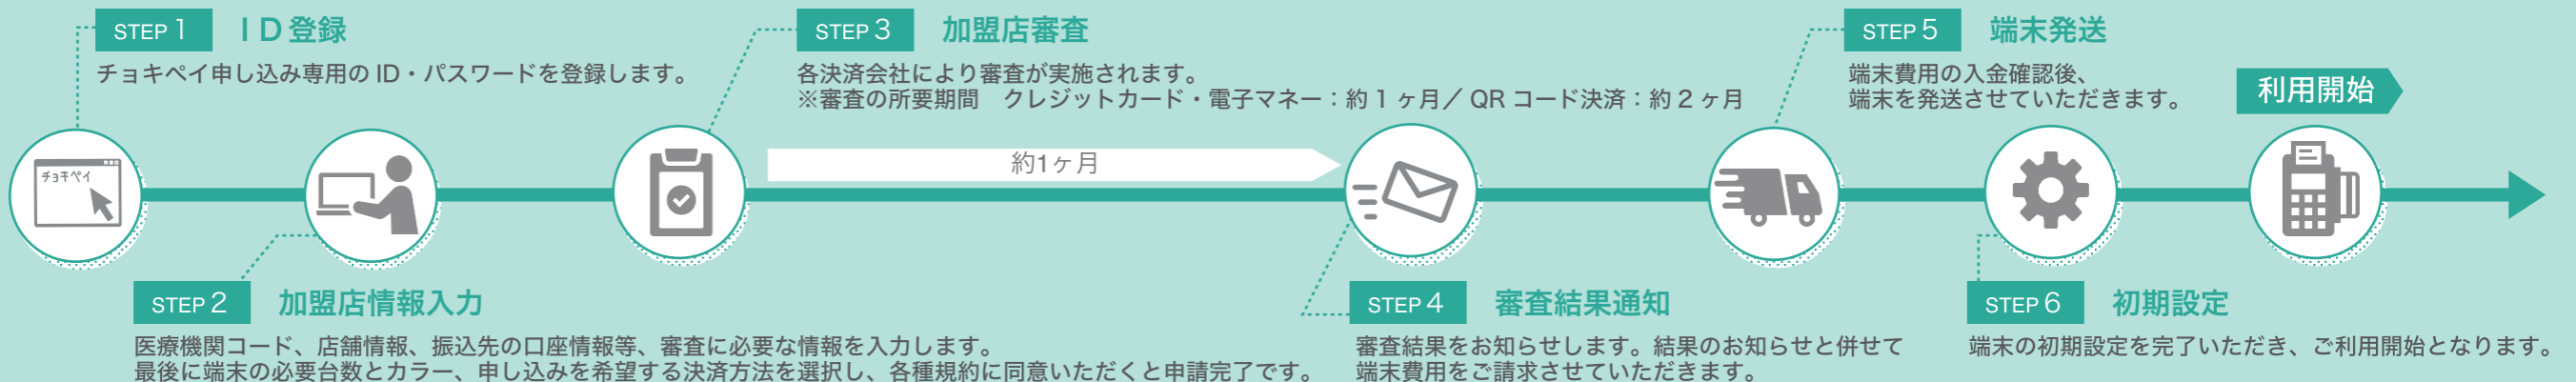 STEP 1 ID登録
チョキペイ申し込み専用の ID・パスワードを登録します。
STEP 3 加盟店審査
各決済会社により審査が実施されます。
※審査の所要期間　クレジットカード・電子マネー：約 1 ヶ月／ QR コード決済：約 2 ヶ月
STEP 5 端末発送
端末費用の入金確認後、
端末を発送させていただきます。
利用開始
チョキペイ
約1ヶ月
STEP 2 加盟店情報入力
医療機関コード、店舗情報、振込先の口座情報等、審査に必要な情報を入力します。
最後に端末の必要台数とカラー、申し込みを希望する決済方法を選択し、各種規約に同意いただくと申請完了です。
STEP 4 審査結果通知
審査結果をお知らせします。結果のお知らせと併せて
端末費用をご請求させていただきます。
STEP 6 初期設定
端末の初期設定を完了いただき、ご利用開始となります。